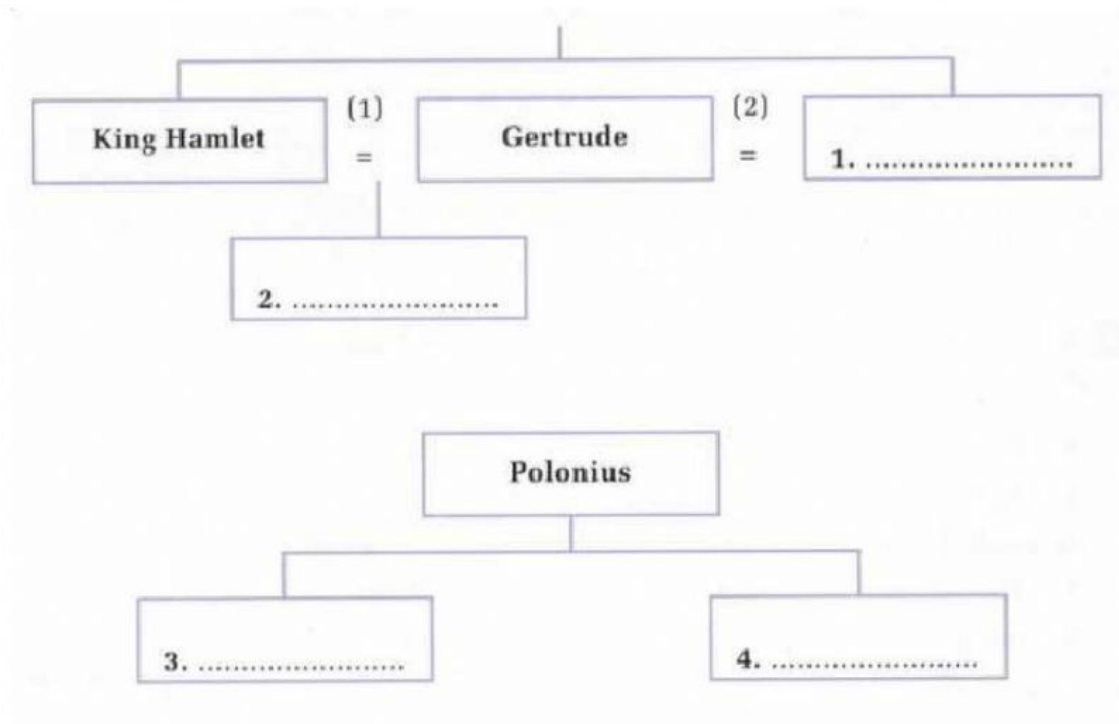 King Hamlet
(1)
=
Gertrude
(2)
=
1. ........................
2. ........................
Polonius
3. ........................
4. ........................